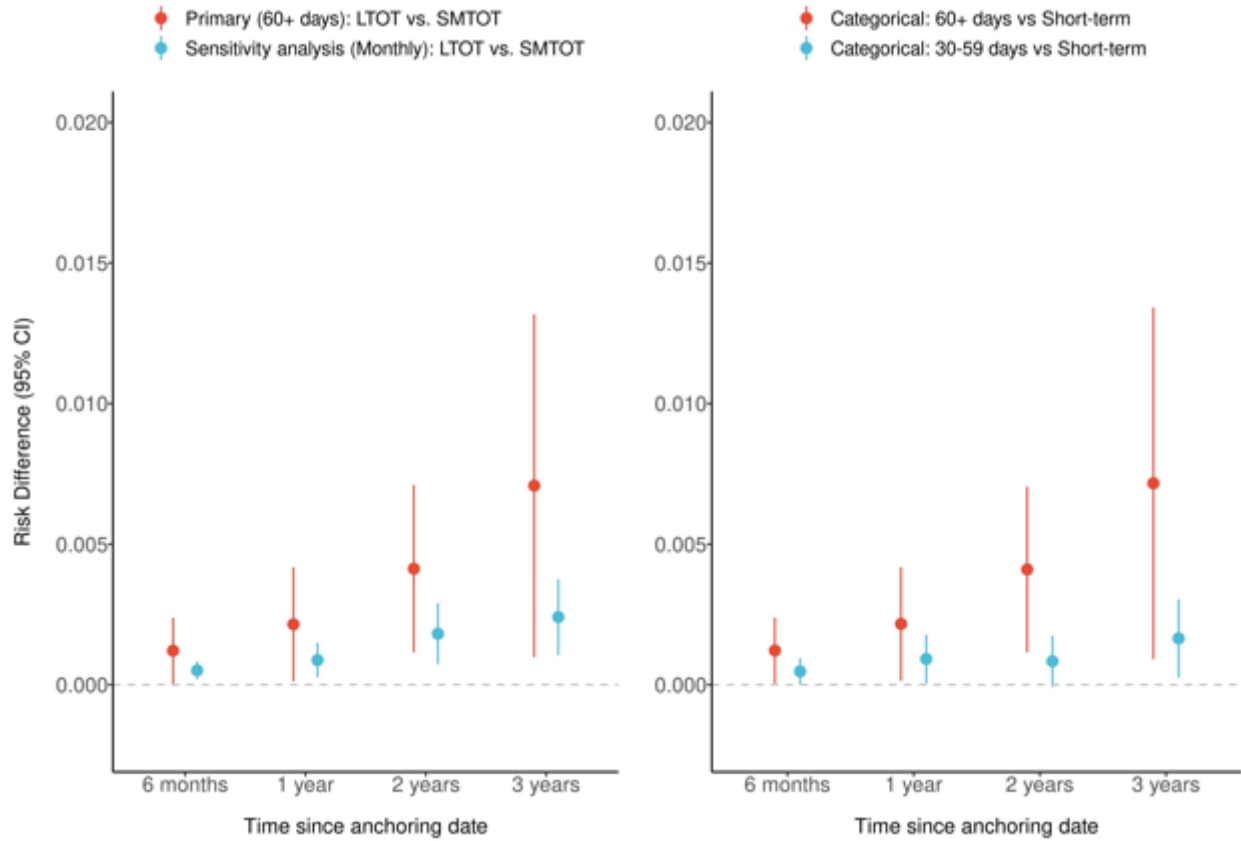 Primary (60+ days): LTOT vs. SMTOT
Sensitivity analysis (Monthly): LTOT vs. SMTOT
Categorical: 60+ days vs Short-term
Categorical: 30-59 days vs Short-term
Risk Difference (95% CI)
0.020
0.015
0.010
0.005
0.000
6 months 1 year 2 years 3 years
Time since anchoring date
0.020
0.015
0.010
0.005
0.000
6 months 1 year 2 years 3 years
Time since anchoring date